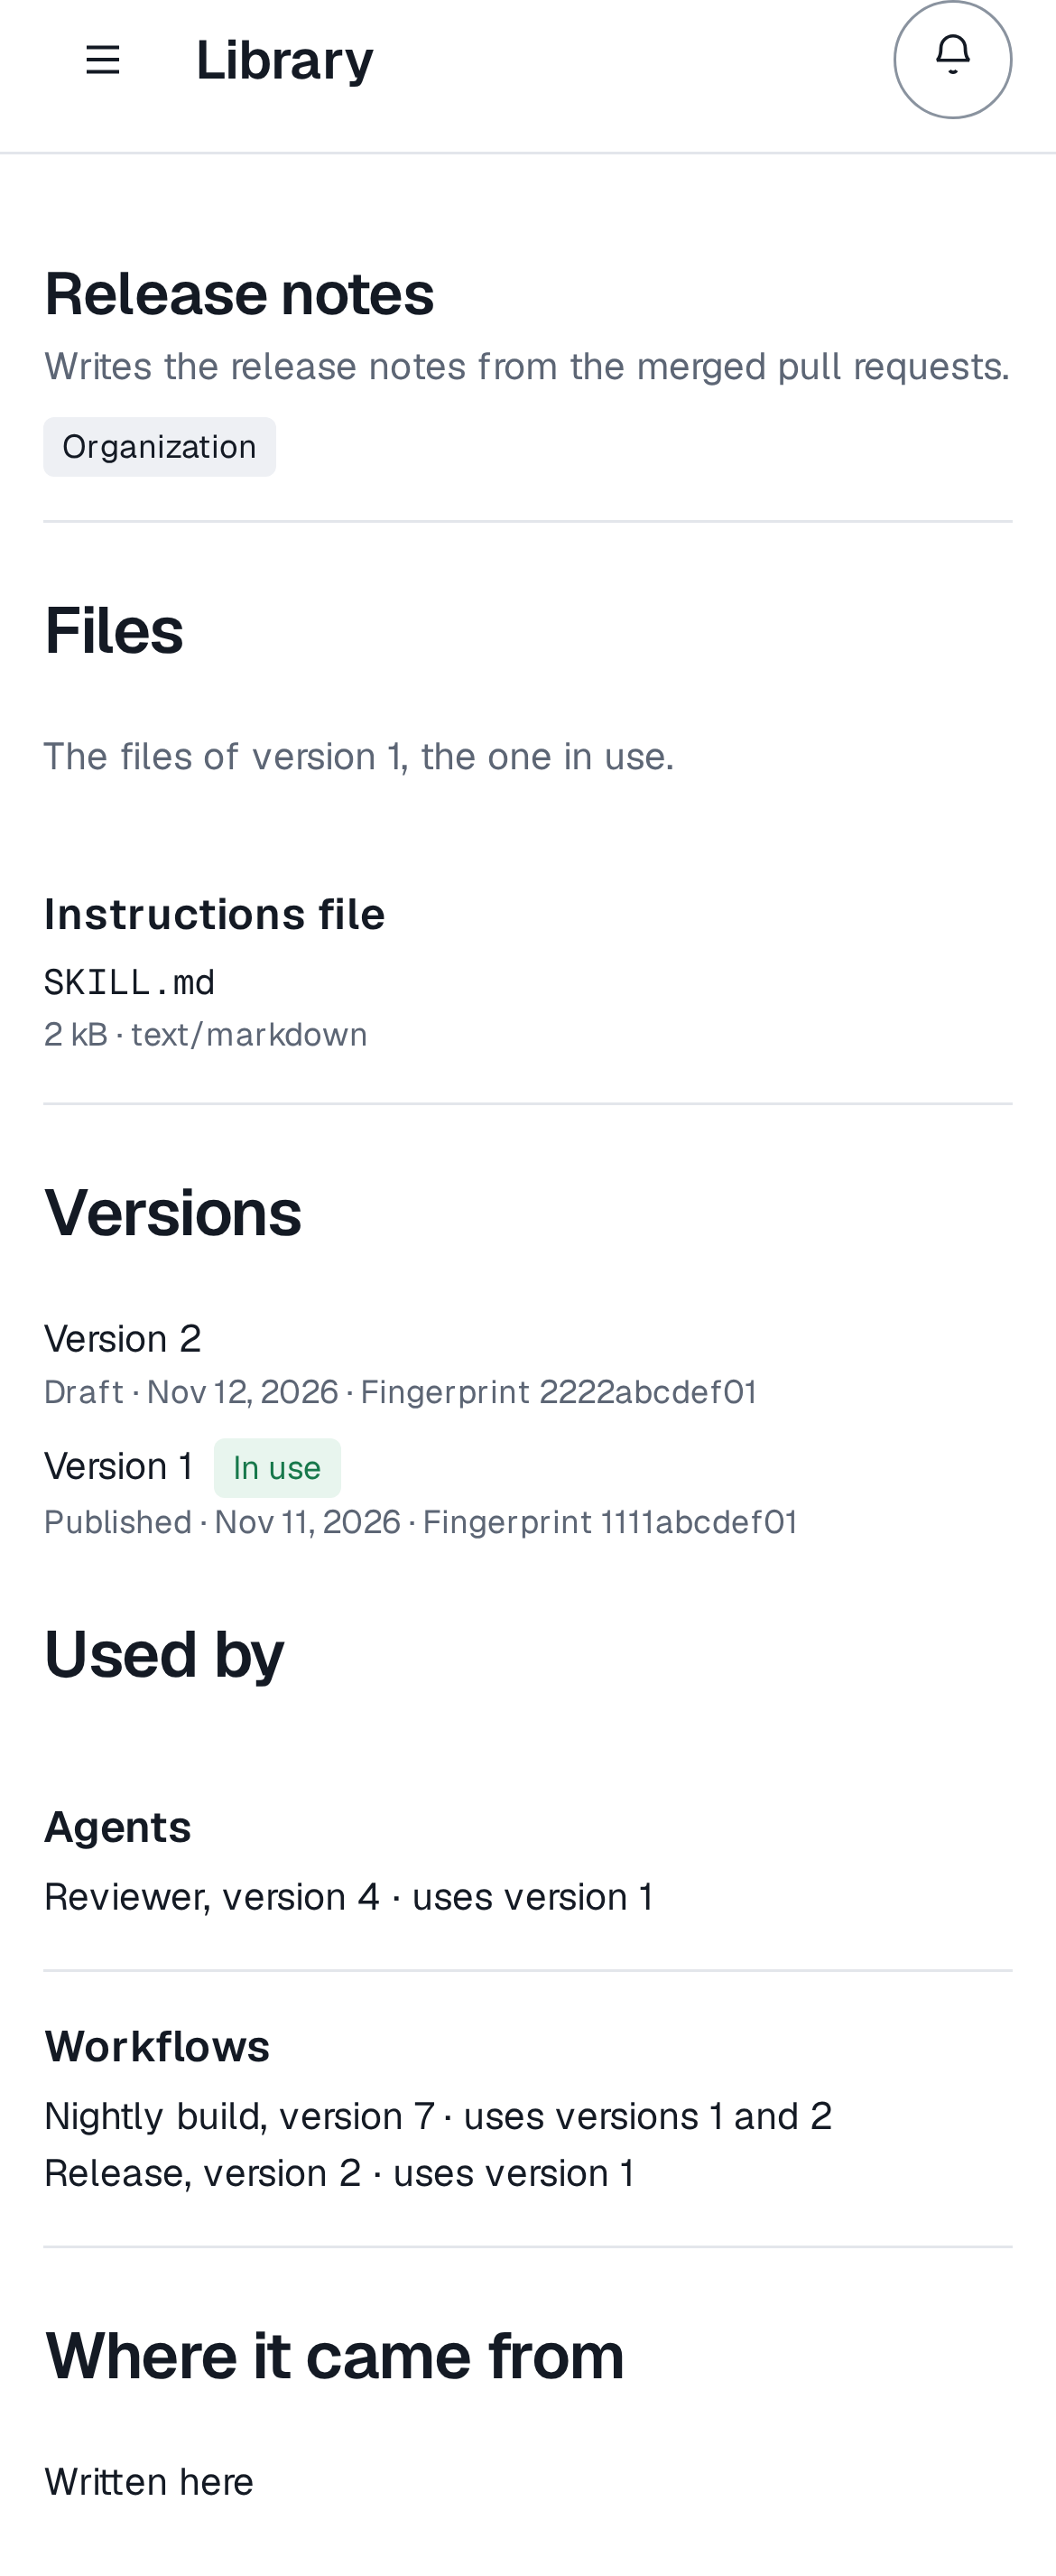 Library
Release notes
Writes the release notes from the merged pull requests.
Organization
Files
The files of version 1, the one in use.
Instructions file
SKILL.md
2 kB · text/markdown
Versions
Version 2
Draft · Nov 12, 2026 · Fingerprint 2222abcdef01
Version 1 In use
Published · Nov 11, 2026 · Fingerprint 1111abcdef01
Used by
Agents
Reviewer, version 4 · uses version 1
Workflows
Nightly build, version 7 · uses versions 1 and 2
Release, version 2 · uses version 1
Where it came from
Written here